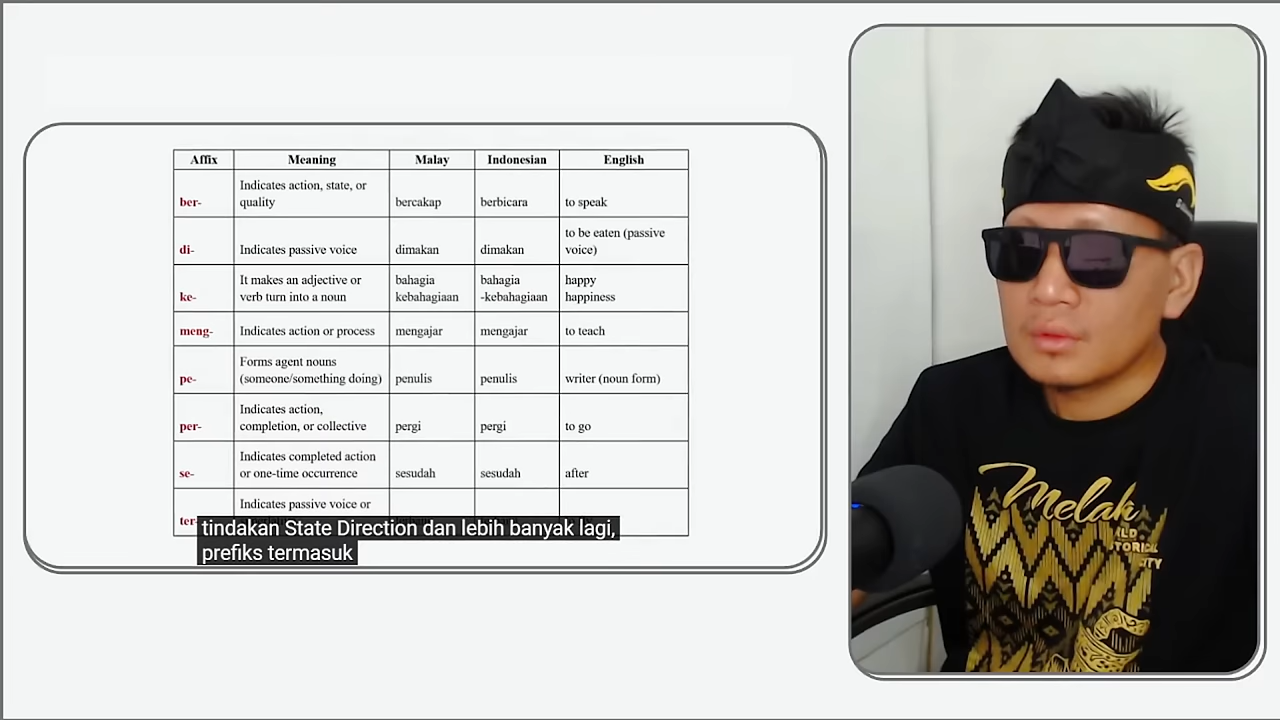 Affix Meaning Malay Indonesian English
Indicates action, state, or
ber- quality bercakap berbicara to speak
to be eaten (passive
di- Indicates passive voice dimakan dimakan voice)
It makes an adjective or bahagia bahagia happy
ke- verb turn into a noun kebahagiaan -kebahagiaan happiness
meng- Indicates action or process mengajar mengajar to teach
Forms agent nouns
pe- (someone/something doing) penulis penulis writer (noun form)
Indicates action,
per- completion, or collective pergi pergi to go
Indicates completed action
se- or one-time occurrence sesudah sesudah after
Indicates passive voice or
ter-
tindakan State Direction dan lebih banyak lagi,
prefiks termasuk
Melak